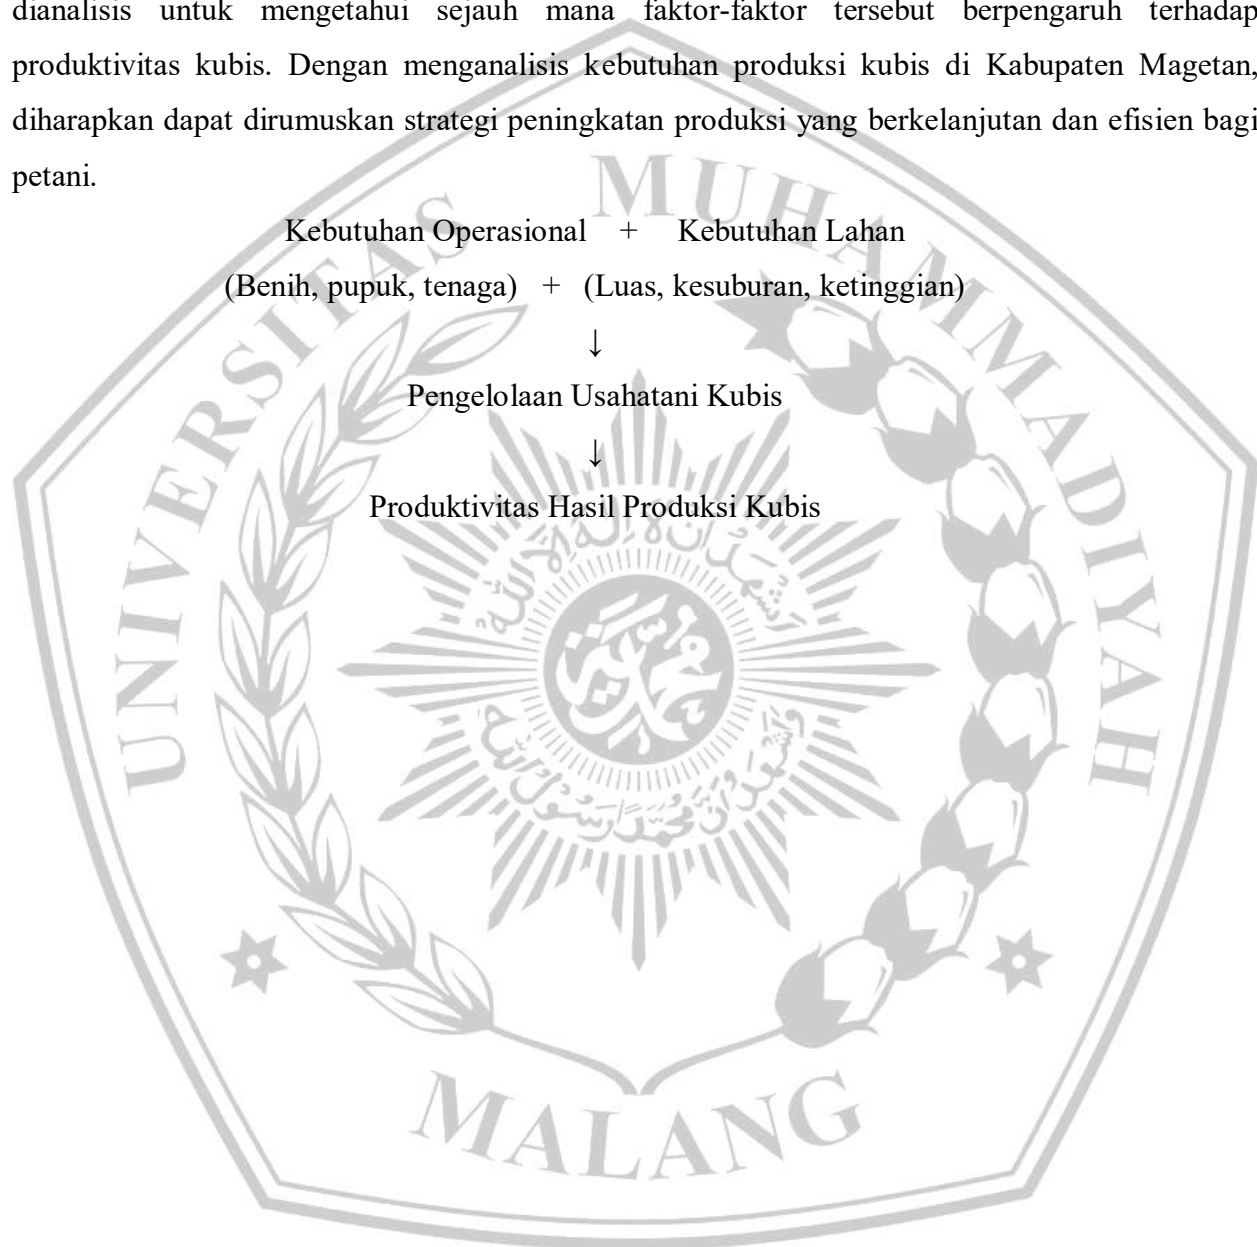 dianalisis untuk mengetahui sejauh mana faktor-faktor tersebut berpengaruh terhadap
produktivitas kubis. Dengan menganalisis kebutuhan produksi kubis di Kabupaten Magetan,
diharapkan dapat dirumuskan strategi peningkatan produksi yang berkelanjutan dan efisien bagi
petani.
Kebutuhan Operasional + Kebutuhan Lahan
(Benih, pupuk, tenaga) + (Luas, kesuburan, ketinggian)
↓
Pengelolaan Usahatani Kubis
↓
Produktivitas Hasil Produksi Kubis
UNIVERSITAS MUHAMMADIYAH
MALANG